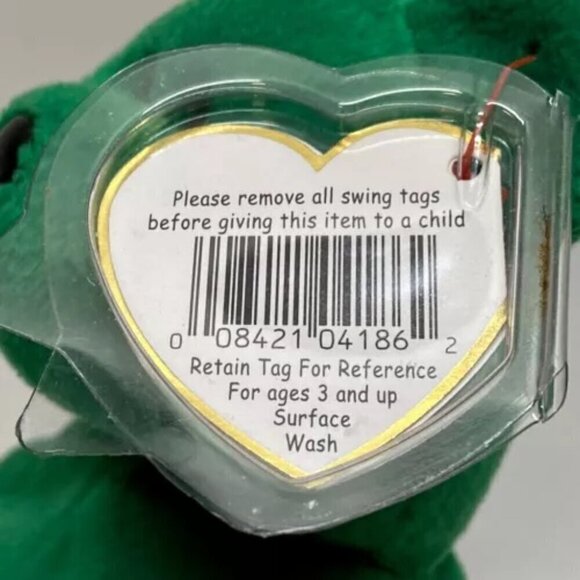 Please remove all swing tags
before giving this item to a child
0 08421 04186 2
Retain Tag For Reference
For ages 3 and up
Surface
Wash